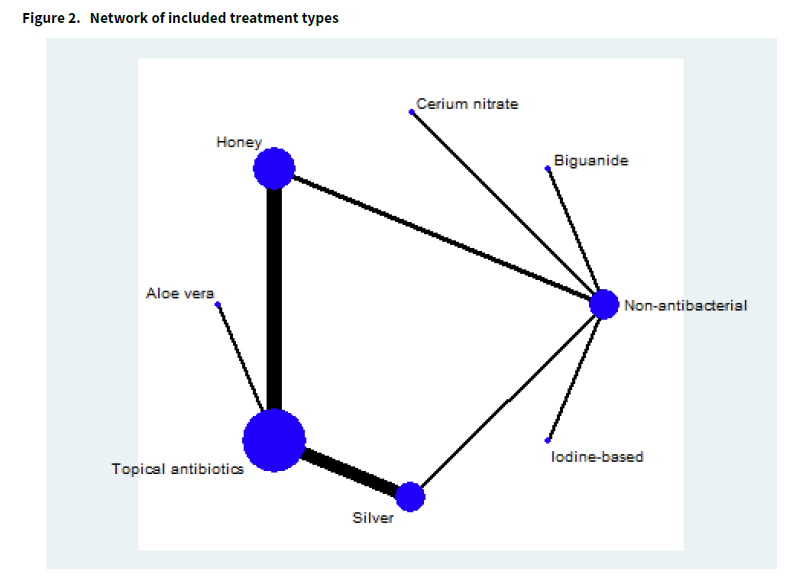 Figure 2. Network of included treatment types
Cerium nitrate
Honey
Biguanide
Aloe vera
Non-antibacterial
Iodine-based
Topical antibiotics
Silver